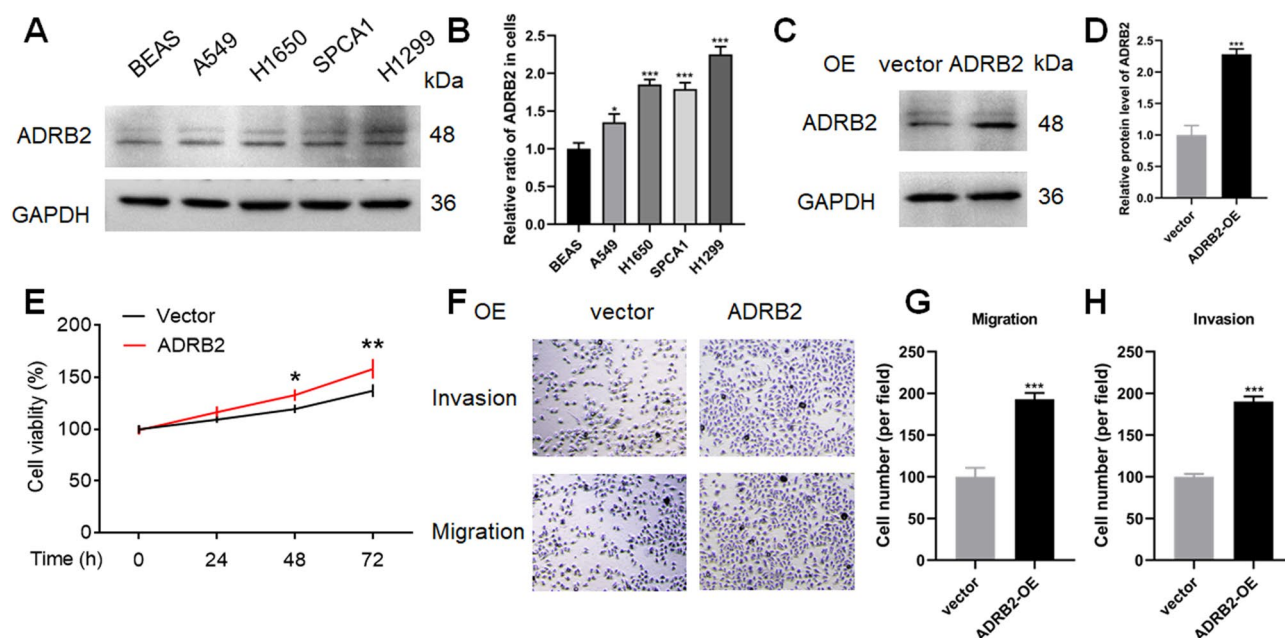 A
BEAS
A549
H1650
SPCA1
H1299
kDa
ADRB2
48
GAPDH
36
B
Relative ratio of ADRB2 in cells
2.5
2.0
1.5
1.0
0.5
0.0
*
***
***
***
BEAS
A549
H1650
SPCA1
H1299
C
OE vector ADRB2 kDa
ADRB2
48
GAPDH
36
D
Relative protein level of ADRB2
2.5
2.0
1.5
1.0
0.5
0.0
***
vector
ADRB2-OE
E
Vector
ADRB2
Cell viablity (%)
200
150
100
50
0
*
**
Time (h) 0 24 48 72
F
OE vector ADRB2
Invasion
Migration
G
Migration
Cell number (per field)
250
200
150
100
50
0
***
vector
ADRB2-OE
H
Invasion
Cell number (per field)
250
200
150
100
50
0
***
vector
ADRB2-OE